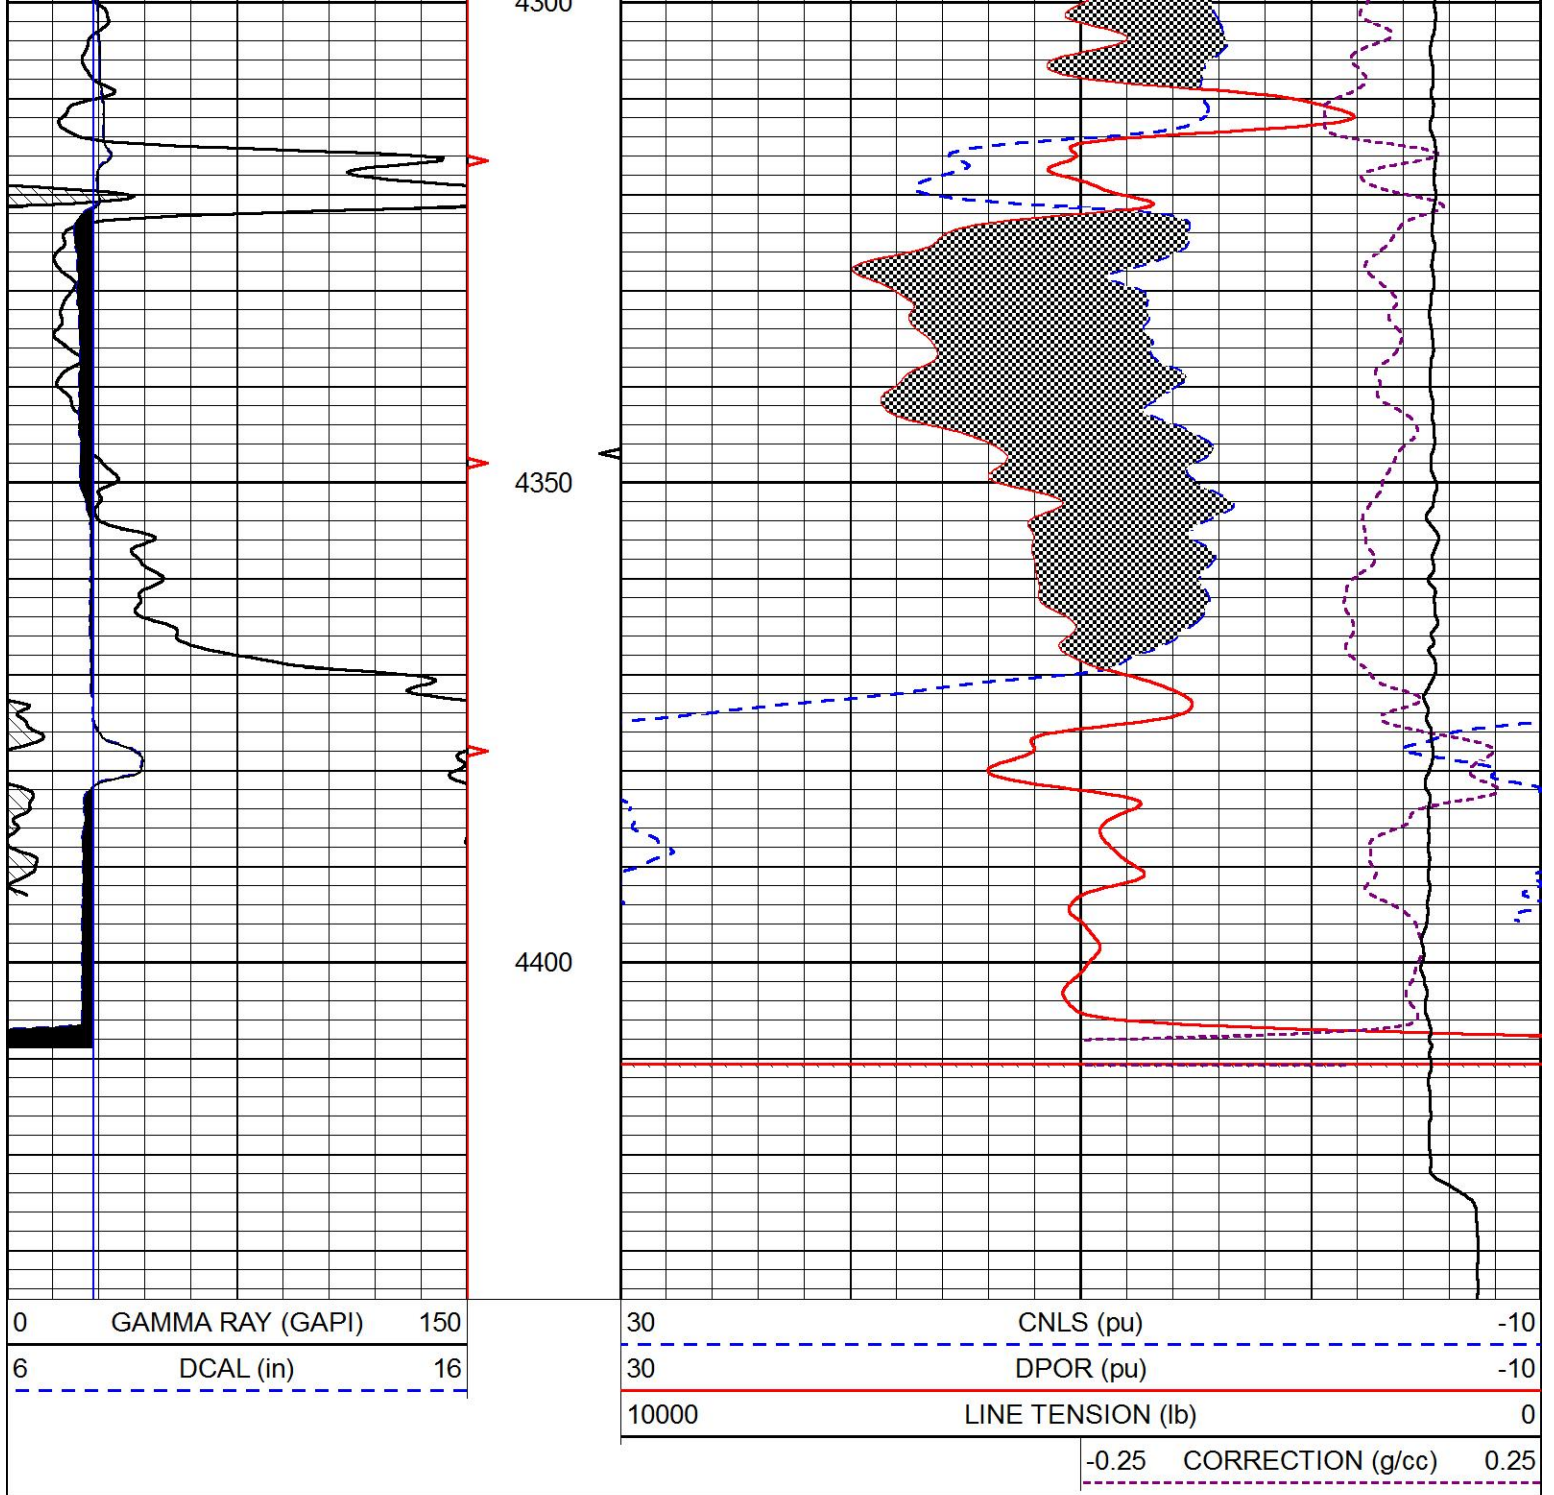 4300
4350
4400
0 GAMMA RAY (GAPI) 150
6 DCAL (in) 16
30 CNLS (pu) -10
30 DPOR (pu) -10
10000 LINE TENSION (lb) 0
-0.25 CORRECTION (g/cc) 0.25